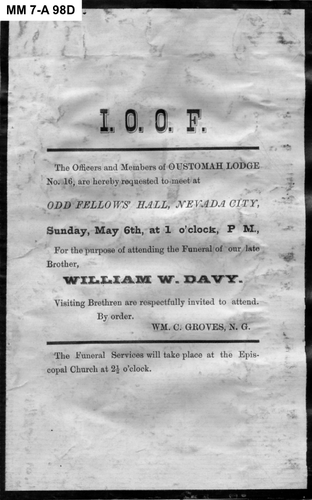 MM 7-A 98D
I. O. O. F.
The Officers and Members of OUSTOMAH LODGE
No. 16, are hereby requested to meet at
ODD FELLOWS' HALL, NEVADA CITY,
Sunday, May 6th, at 1 o'clock, P M.,
For the purpose of attending the Funeral of our late
Brother,
WILLIAM W. DAVY.
Visiting Brethren are respectfully invited to attend.
By order.
WM. C. GROVES, N. G.
The Funeral Services will take place at the Epis-
copal Church at 2½ o'clock.